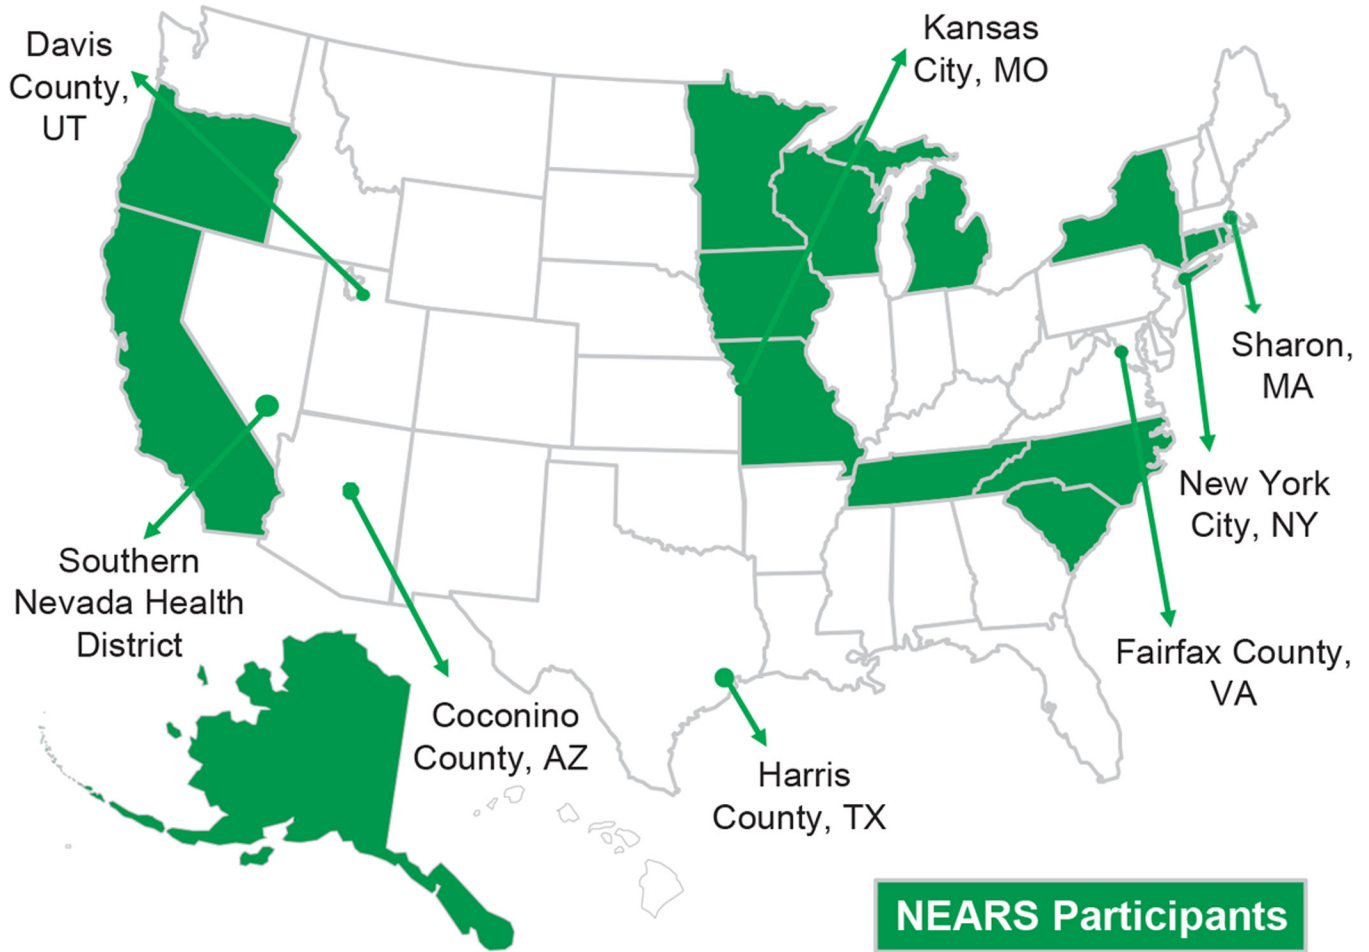 Davis
County,
UT
Kansas
City, MO
Sharon,
MA
New York
City, NY
Southern
Nevada Health
District
Fairfax County,
VA
Coconino
County, AZ
Harris
County, TX
NEARS Participants